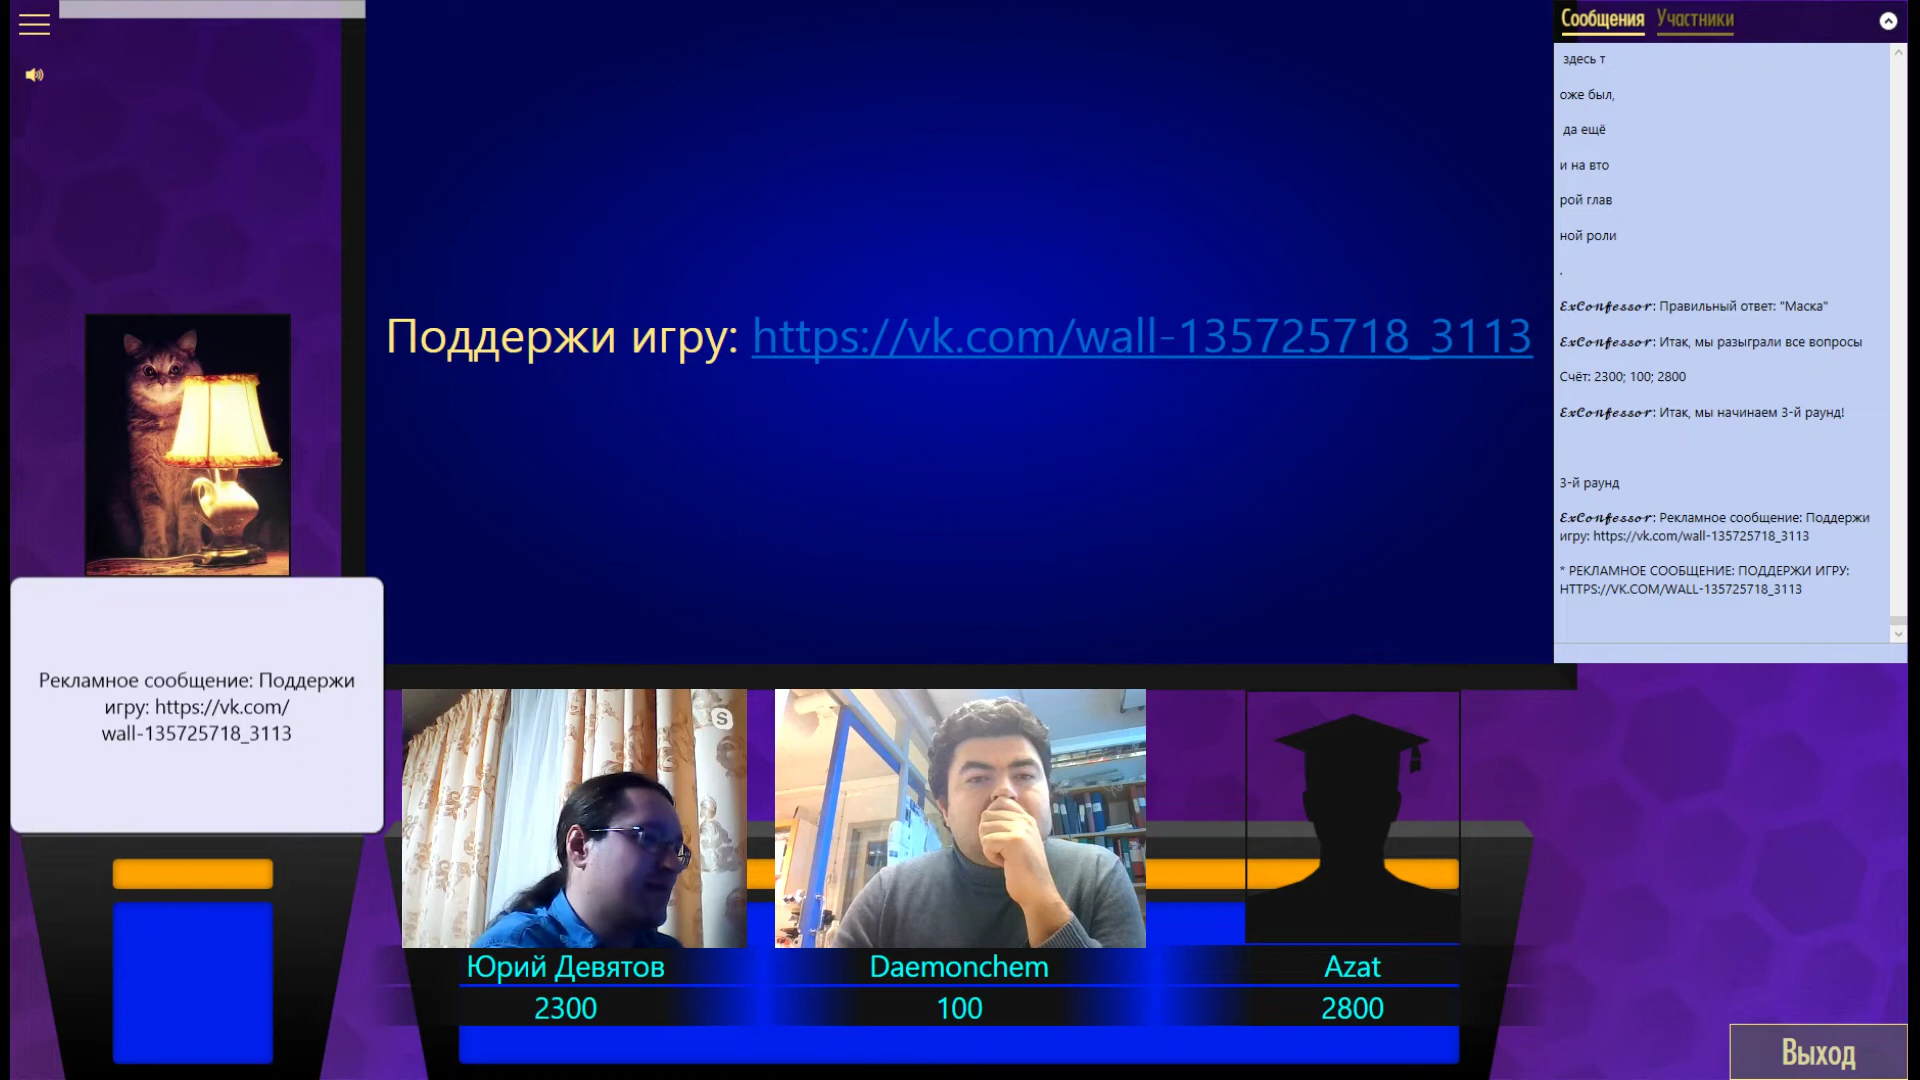 Сообщения Участники
здесь т
оже был,
да ещё
и на вто
рой глав
ной роли
.
ExConfessor: Правильный ответ: "Маска"
ExConfessor: Итак, мы разыграли все вопросы
Счёт: 2300; 100; 2800
ExConfessor: Итак, мы начинаем 3-й раунд!
3-й раунд
ExConfessor: Рекламное сообщение: Поддержи
игру: https://vk.com/wall-135725718_3113
* РЕКЛАМНОЕ СООБЩЕНИЕ: ПОДДЕРЖИ ИГРУ:
HTTPS://VK.COM/WALL-135725718_3113
Поддержи игру: https://vk.com/wall-135725718_3113
Рекламное сообщение: Поддержи
игру: https://vk.com/
wall-135725718_3113
S
Юрий Девятов
2300
Daemonchem
100
Azat
2800
Выход